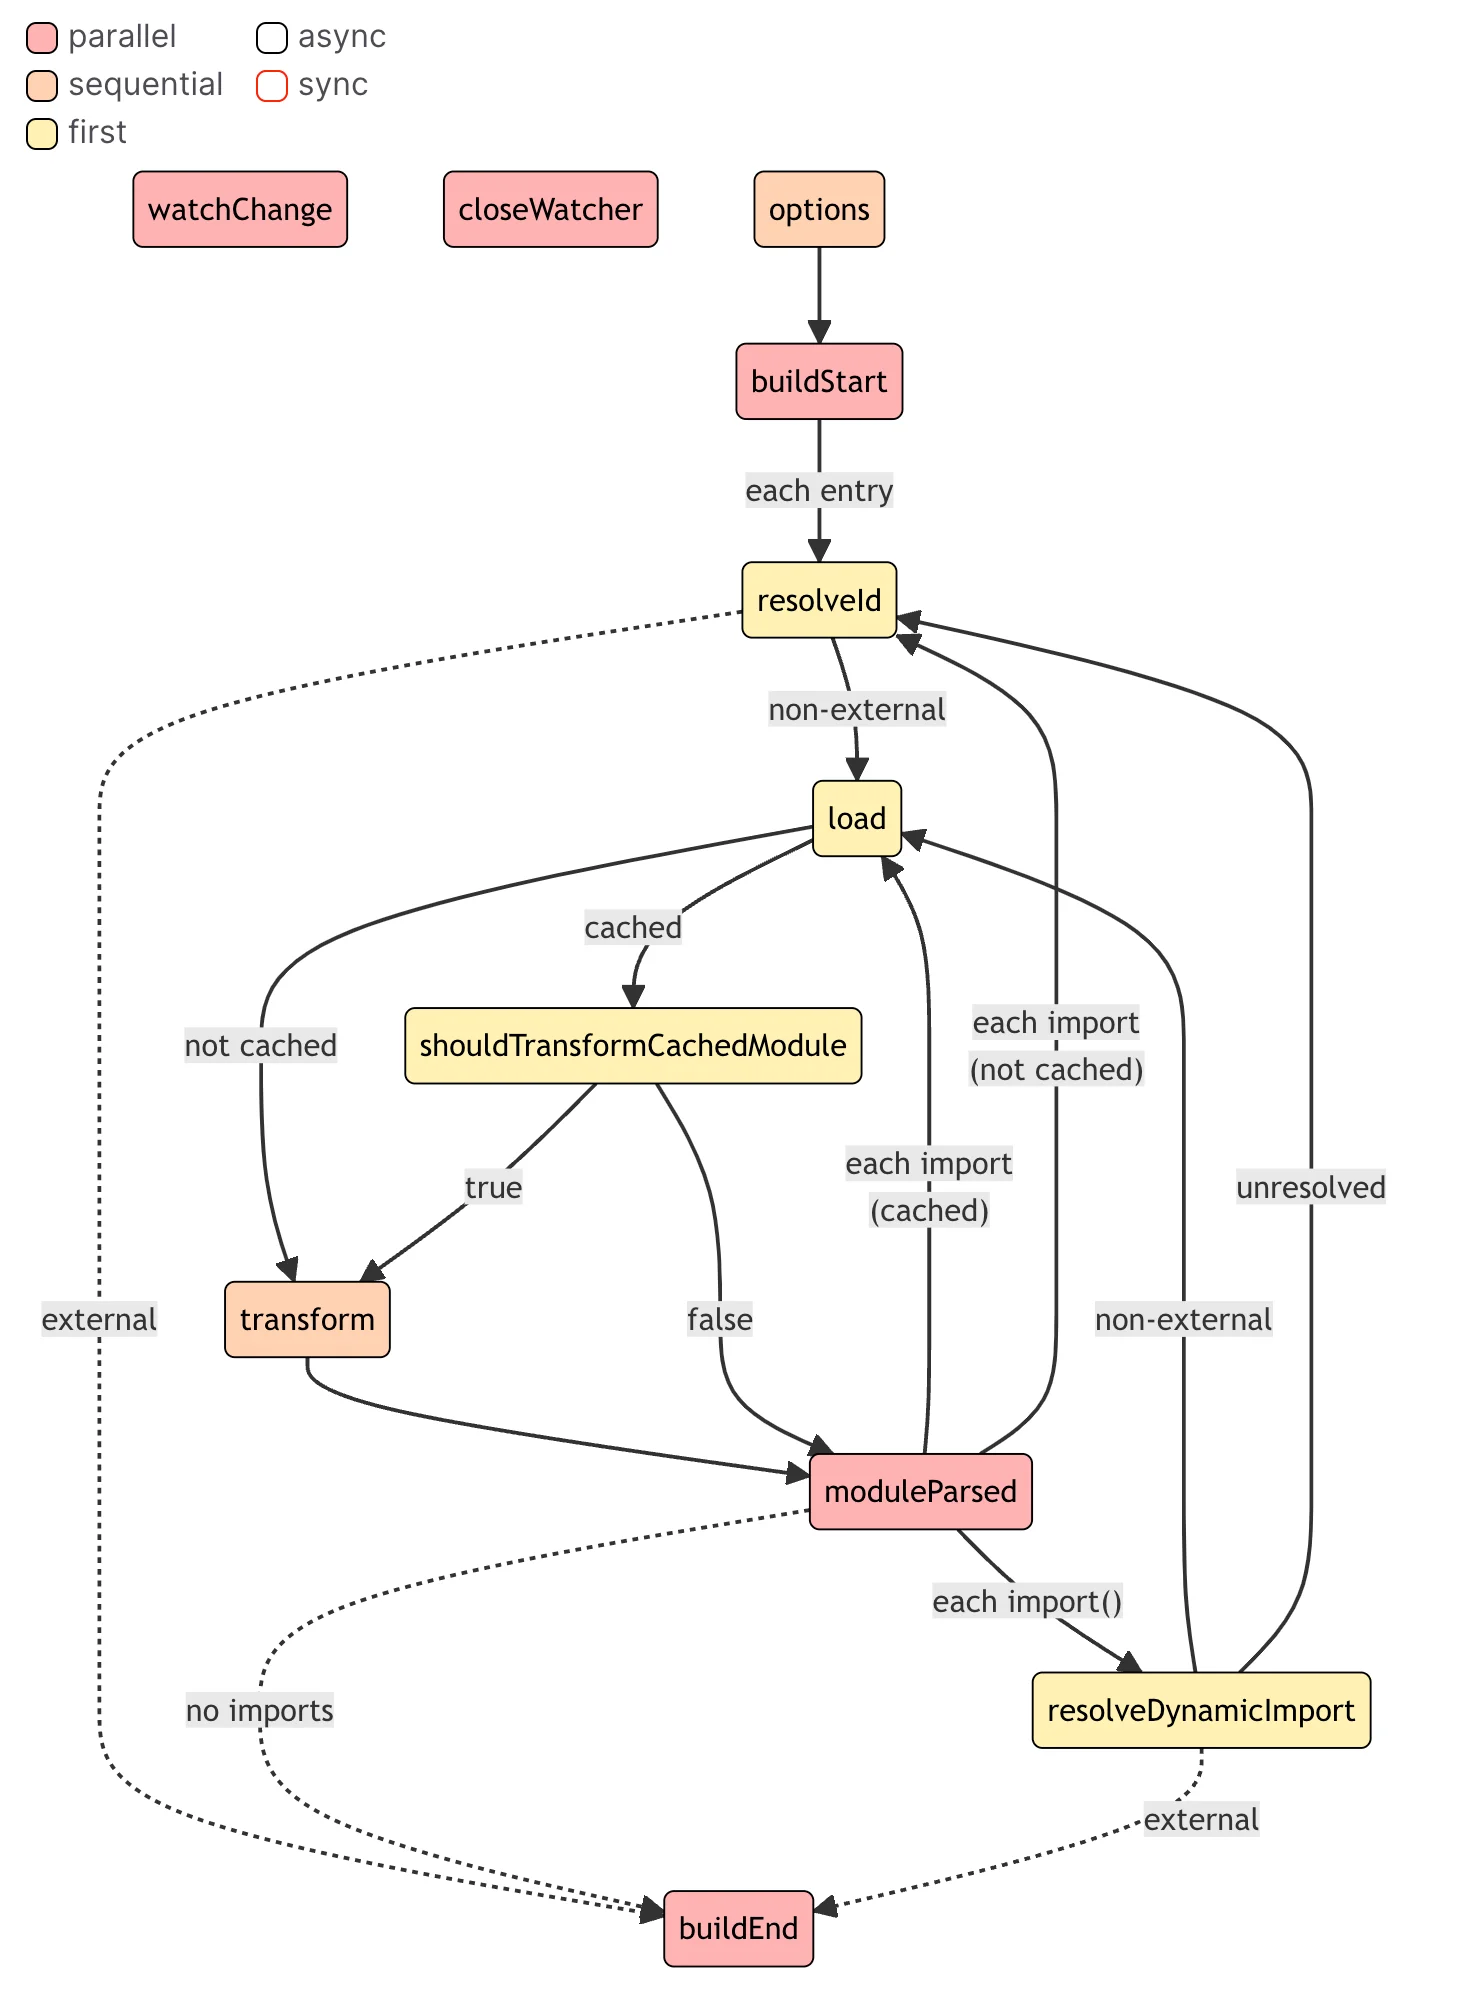 parallel
async
sequential
sync
first
watchChange
closeWatcher
options
buildStart
each entry
resolveId
non-external
load
cached
not cached
shouldTransformCachedModule
each import
(not cached)
each import
(cached)
true
unresolved
external
transform
false
non-external
moduleParsed
each import()
no imports
resolveDynamicImport
external
buildEnd